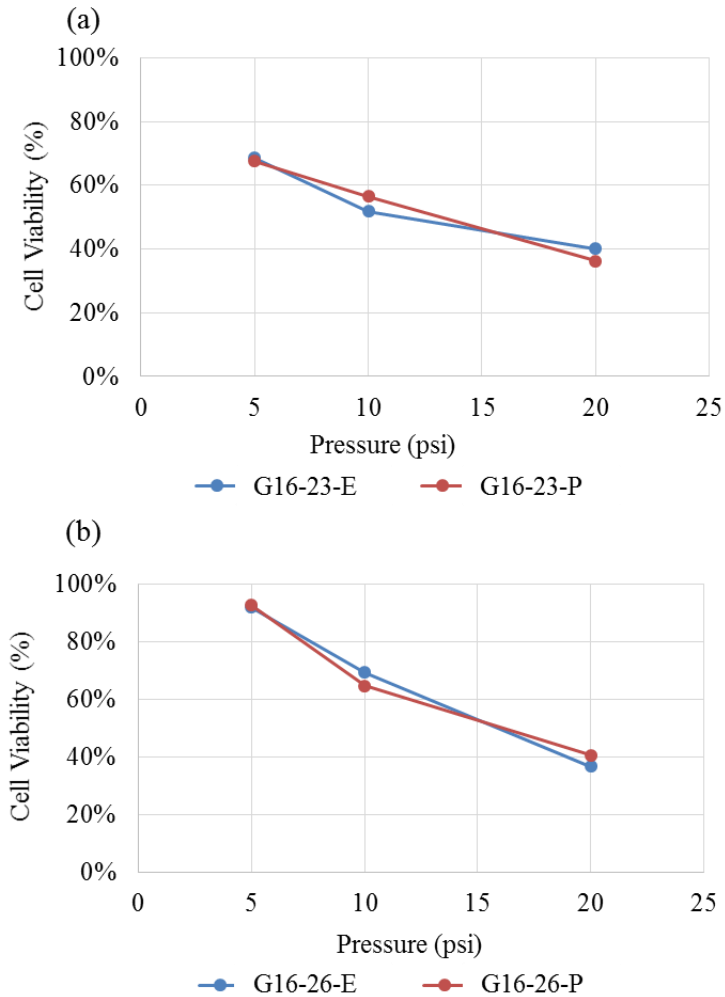 (a)
100%
80%
60%
40%
20%
0%
Cell Viability (%)
0 5 10 15 20 25
Pressure (psi)
G16-23-E G16-23-P
(b)
100%
80%
60%
40%
20%
0%
Cell Viability (%)
0 5 10 15 20 25
Pressure (psi)
G16-26-E G16-26-P